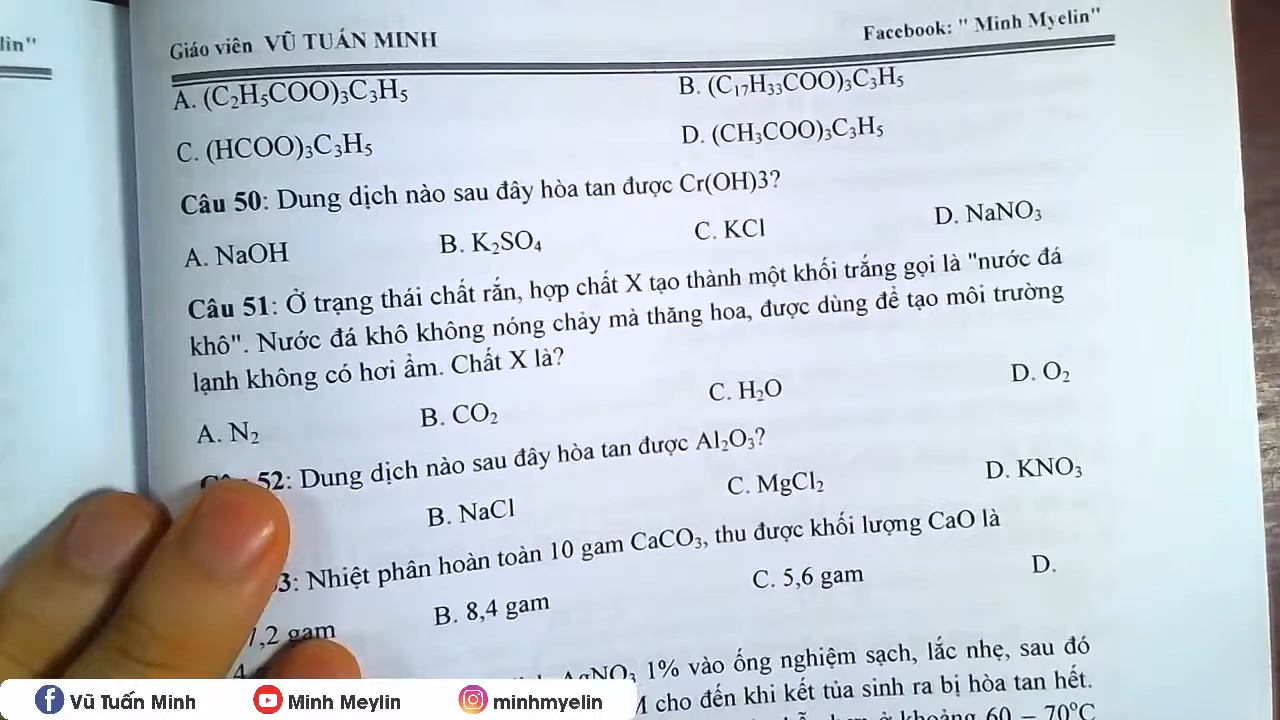 lin"
Giáo viên VŨ TUẤN MINH
Facebook: " Minh Myelin"
A. (C₂H₅COO)₃C₃H₅
B. (C₁₇H₃₃COO)₃C₃H₅
C. (HCOO)₃C₃H₅
D. (CH₃COO)₃C₃H₅
Câu 50: Dung dịch nào sau đây hòa tan được Cr(OH)3?
A. NaOH
B. K₂SO₄
C. KCl
D. NaNO₃
Câu 51: Ở trạng thái chất rắn, hợp chất X tạo thành một khối trắng gọi là "nước đá
khô". Nước đá khô không nóng chảy mà thăng hoa, được dùng để tạo môi trường
lạnh không có hơi ẩm. Chất X là?
A. N₂
B. CO₂
C. H₂O
D. O₂
52: Dung dịch nào sau đây hòa tan được Al₂O₃?
B. NaCl
C. MgCl₂
D. KNO₃
3: Nhiệt phân hoàn toàn 10 gam CaCO₃, thu được khối lượng CaO là
7,2 gam
B. 8,4 gam
C. 5,6 gam
D.
AgNO₃ 1% vào ống nghiệm sạch, lắc nhẹ, sau đó
M cho đến khi kết tủa sinh ra bị hòa tan hết.
ở khoảng 60 – 70°C
Vũ Tuấn Minh
Minh Meylin
minhmyelin